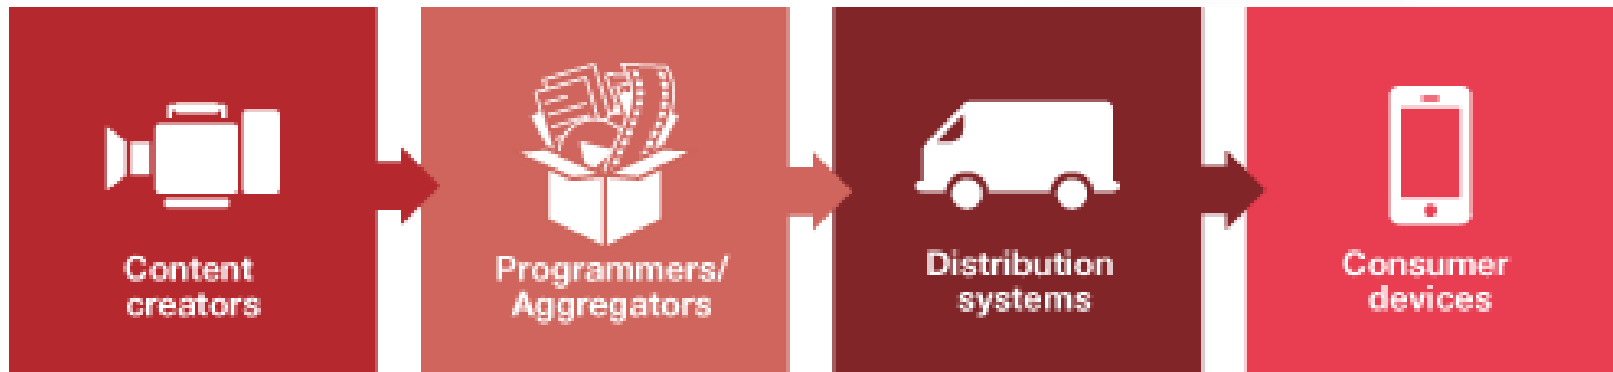 Content
creators
Programmers/
Aggregators
Distribution
systems
Consumer
devices